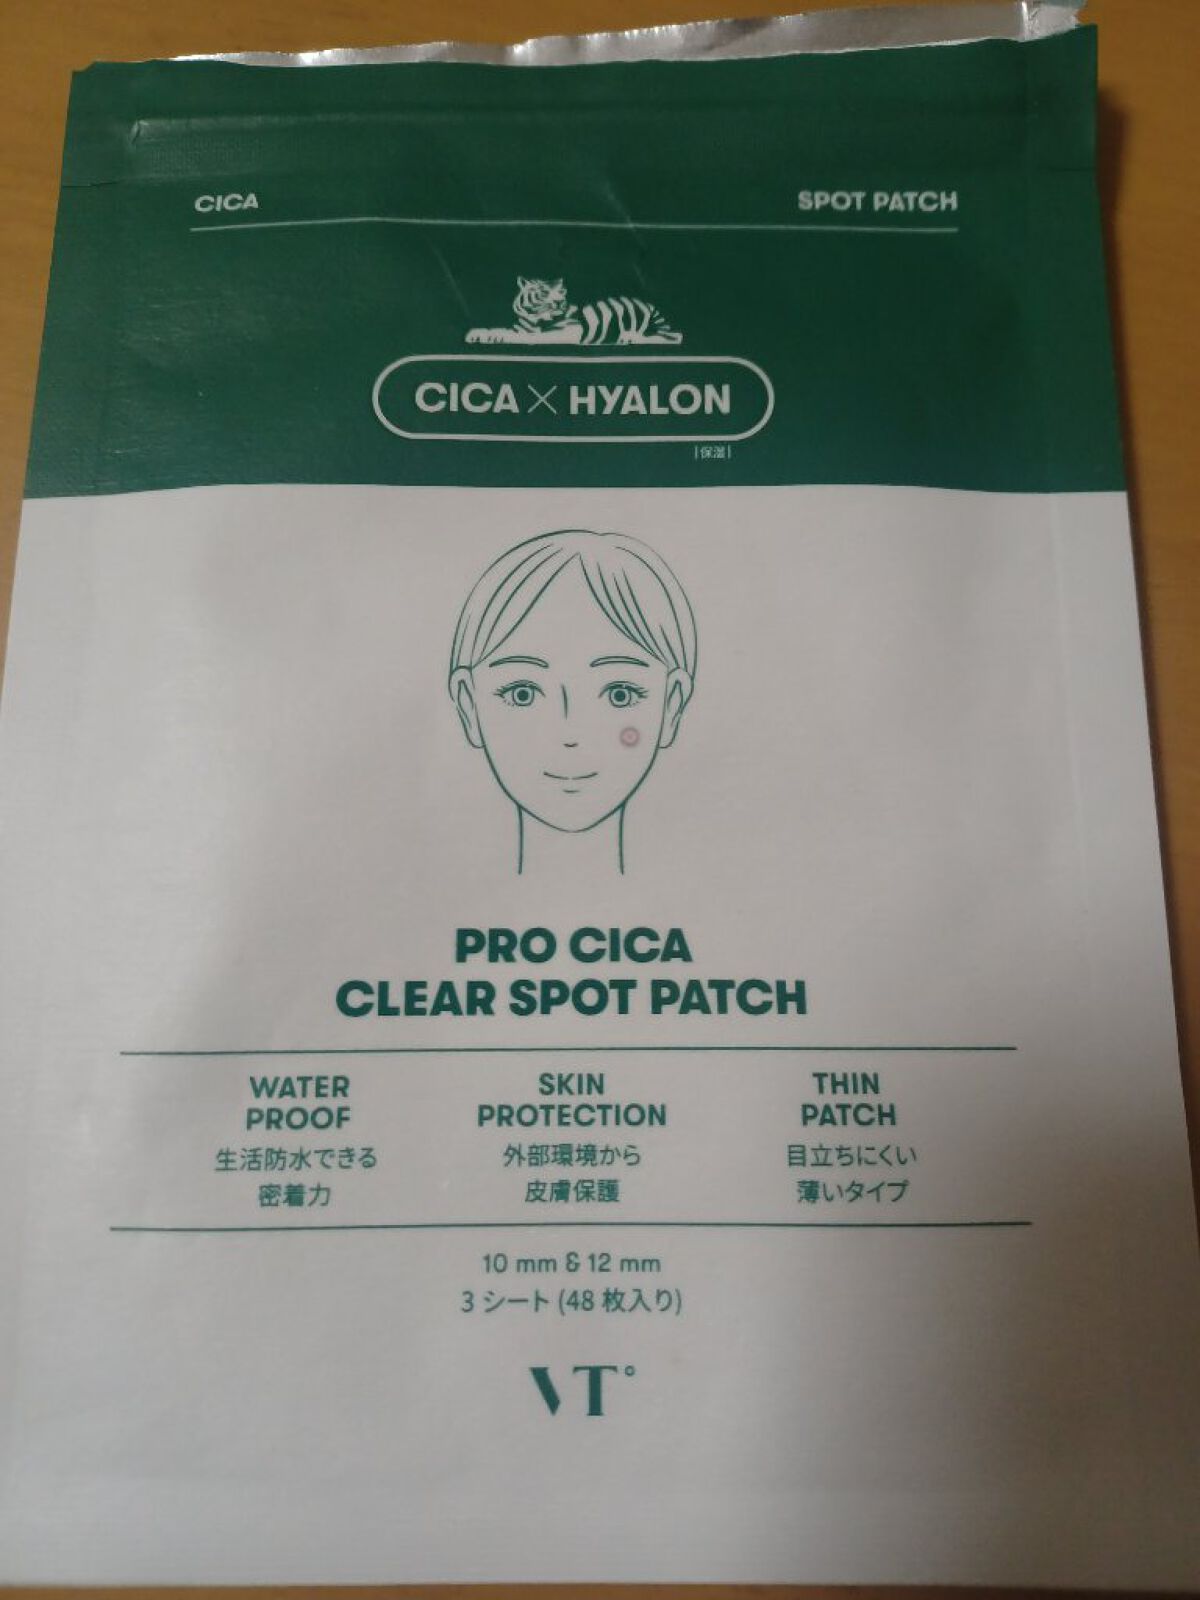 CICA
SPOT PATCH
CICA × HYALON
[保湿]
PRO CICA
CLEAR SPOT PATCH
WATER
PROOF
生活防水できる
密着力
SKIN
PROTECTION
外部環境から
皮膚保護
THIN
PATCH
目立ちにくい
薄いタイプ
10 mm & 12 mm
3 シート (48 枚入り)
VT°